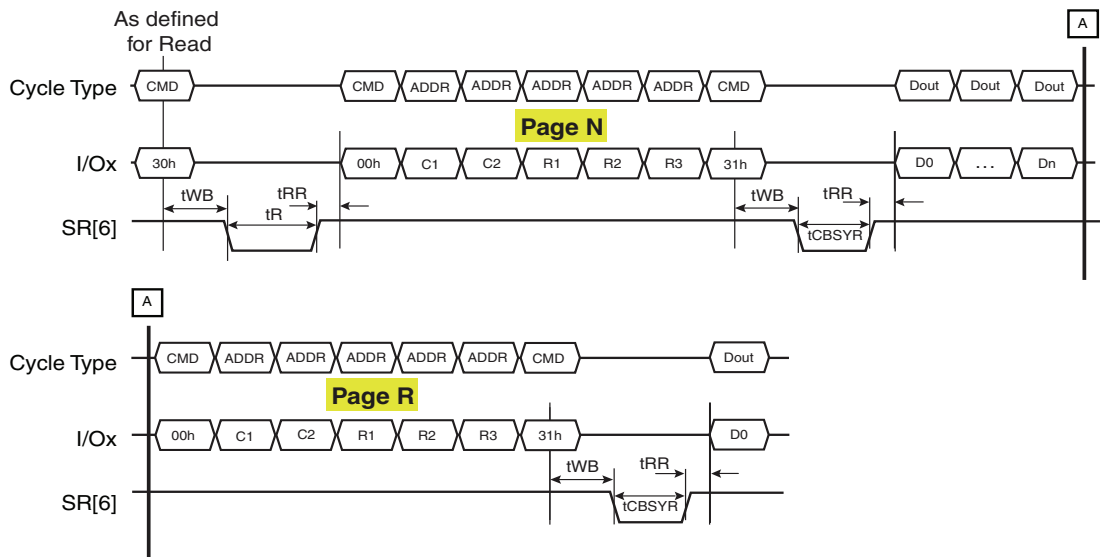 As defined
for Read
A
Cycle Type CMD CMD ADDR ADDR ADDR ADDR ADDR CMD Dout Dout Dout
Page N
I/Ox 30h 00h C1 C2 R1 R2 R3 31h D0 ... Dn
tWB tR tRR tWB tCBSYR tRR
SR[6]
A
Cycle Type CMD ADDR ADDR ADDR ADDR ADDR CMD Dout
Page R
I/Ox 00h C1 C2 R1 R2 R3 31h D0
tWB tRR
tCBSYR
SR[6]